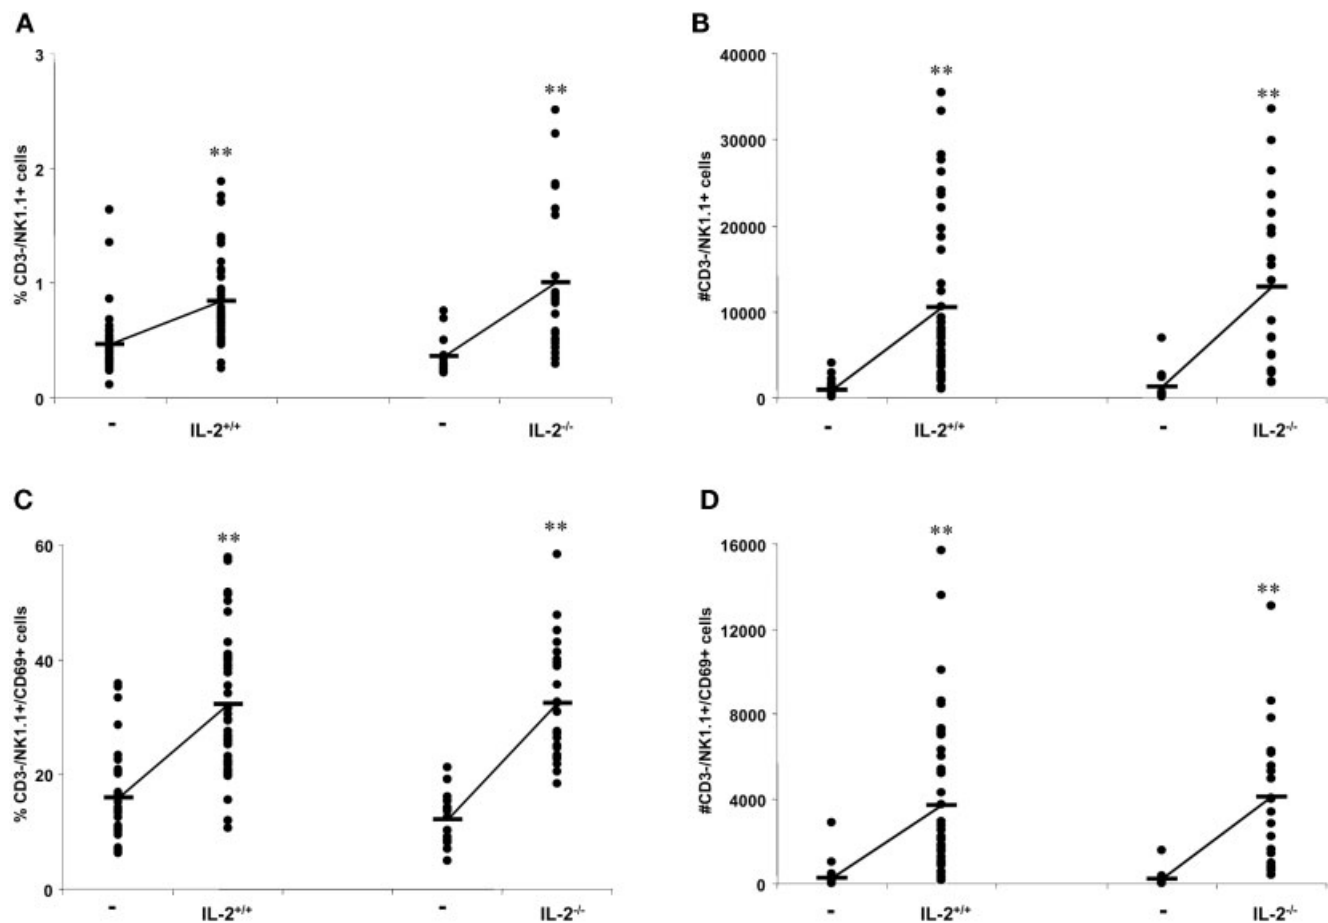 A
% CD3-/NK1.1+ cells
3
2
1
0
**
**
- IL-2+/+ - IL-2-/-
B
#CD3-/NK1.1+ cells
40000
30000
20000
10000
0
**
**
- IL-2+/+ - IL-2-/-
C
% CD3-/NK1.1+/CD69+ cells
60
40
20
0
**
**
- IL-2+/+ - IL-2-/-
D
#CD3-/NK1.1+/CD69+ cells
16000
12000
8000
4000
0
**
**
- IL-2+/+ - IL-2-/-